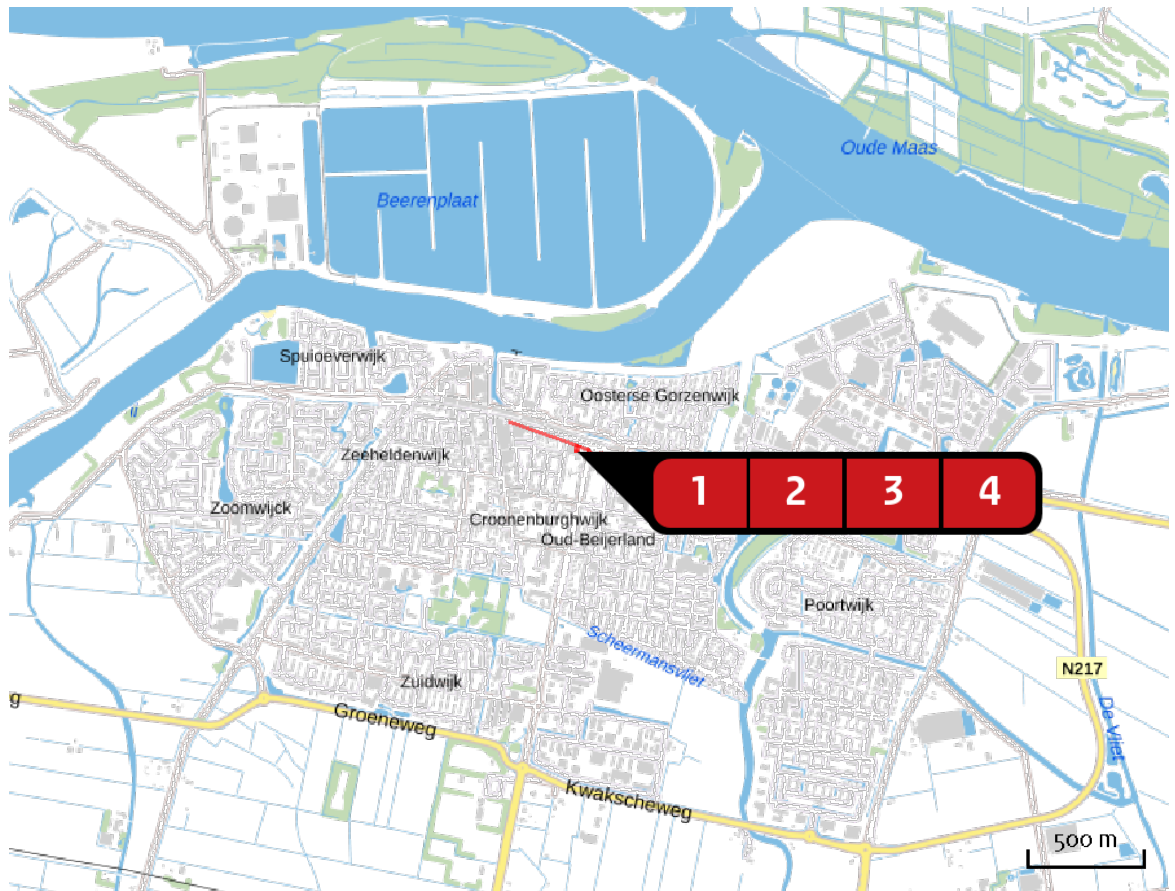 Oude Maas
Beerenplaat
Spuioeverwijk
Oosterse Gorzenwijk
Zeeheldenwijk
1 2 3 4
Zoomwijck
Croonenburghwijk
Oud-Beijerland
Poortwijk
Scheermansvliet
N217
Zuidwijk
g
Groeneweg
De Vliet
Kwakscheweg
500 m